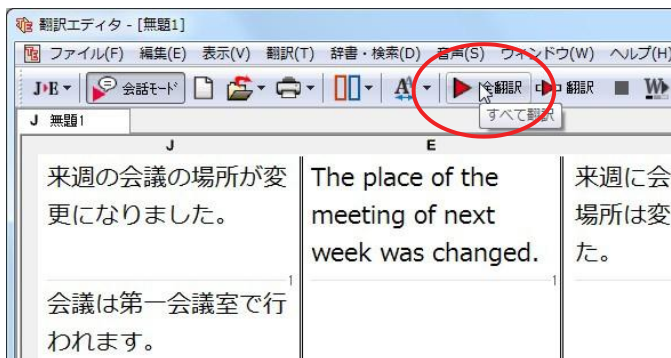 翻訳エディタ - [無題1]
ファイル(F) 編集(E) 表示(V) 翻訳(T) 辞書・検索(D) 音声(S) ウィンドウ(W) ヘルプ(H)
J▸E 会話モード 全翻訳 翻訳
すべて翻訳
J 無題1
J E
来週の会議の場所が変
更になりました。
1
The place of the
meeting of next
week was changed.
1
来週に会
場所は変
た。
会議は第一会議室で行
われます。